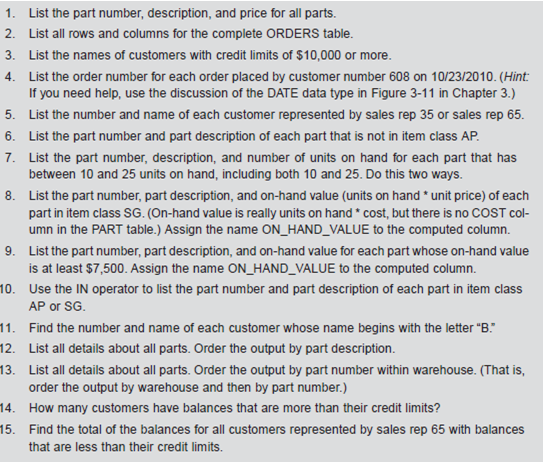 1. List the part number, description, and price for all parts.
2. List all rows and columns for the complete ORDERS table.
3. List the names of customers with credit limits of $10,000 or more.
4. List the order number for each order placed by customer number 608 on 10/23/2010. (Hint:
If you need help, use the discussion of the DATE data type in Figure 3-11 in Chapter 3.)
5. List the number and name of each customer represented by sales rep 35 or sales rep 65.
6. List the part number and part description of each part that is not in item class AP.
7. List the part number, description, and number of units on hand for each part that has
between 10 and 25 units on hand, including both 10 and 25. Do this two ways.
8. List the part number, part description, and on-hand value (units on hand * unit price) of each
part in item class SG. (On-hand value is really units on hand * cost, but there is no COST col-
umn in the PART table.) Assign the name ON_HAND_VALUE to the computed column.
9. List the part number, part description, and on-hand value for each part whose on-hand value
is at least $7,500. Assign the name ON_HAND_VALUE to the computed column.
10. Use the IN operator to list the part number and part description of each part in item class
AP or SG.
11. Find the number and name of each customer whose name begins with the letter “B.”
12. List all details about all parts. Order the output by part description.
13. List all details about all parts. Order the output by part number within warehouse. (That is,
order the output by warehouse and then by part number.)
14. How many customers have balances that are more than their credit limits?
15. Find the total of the balances for all customers represented by sales rep 65 with balances
that are less than their credit limits.